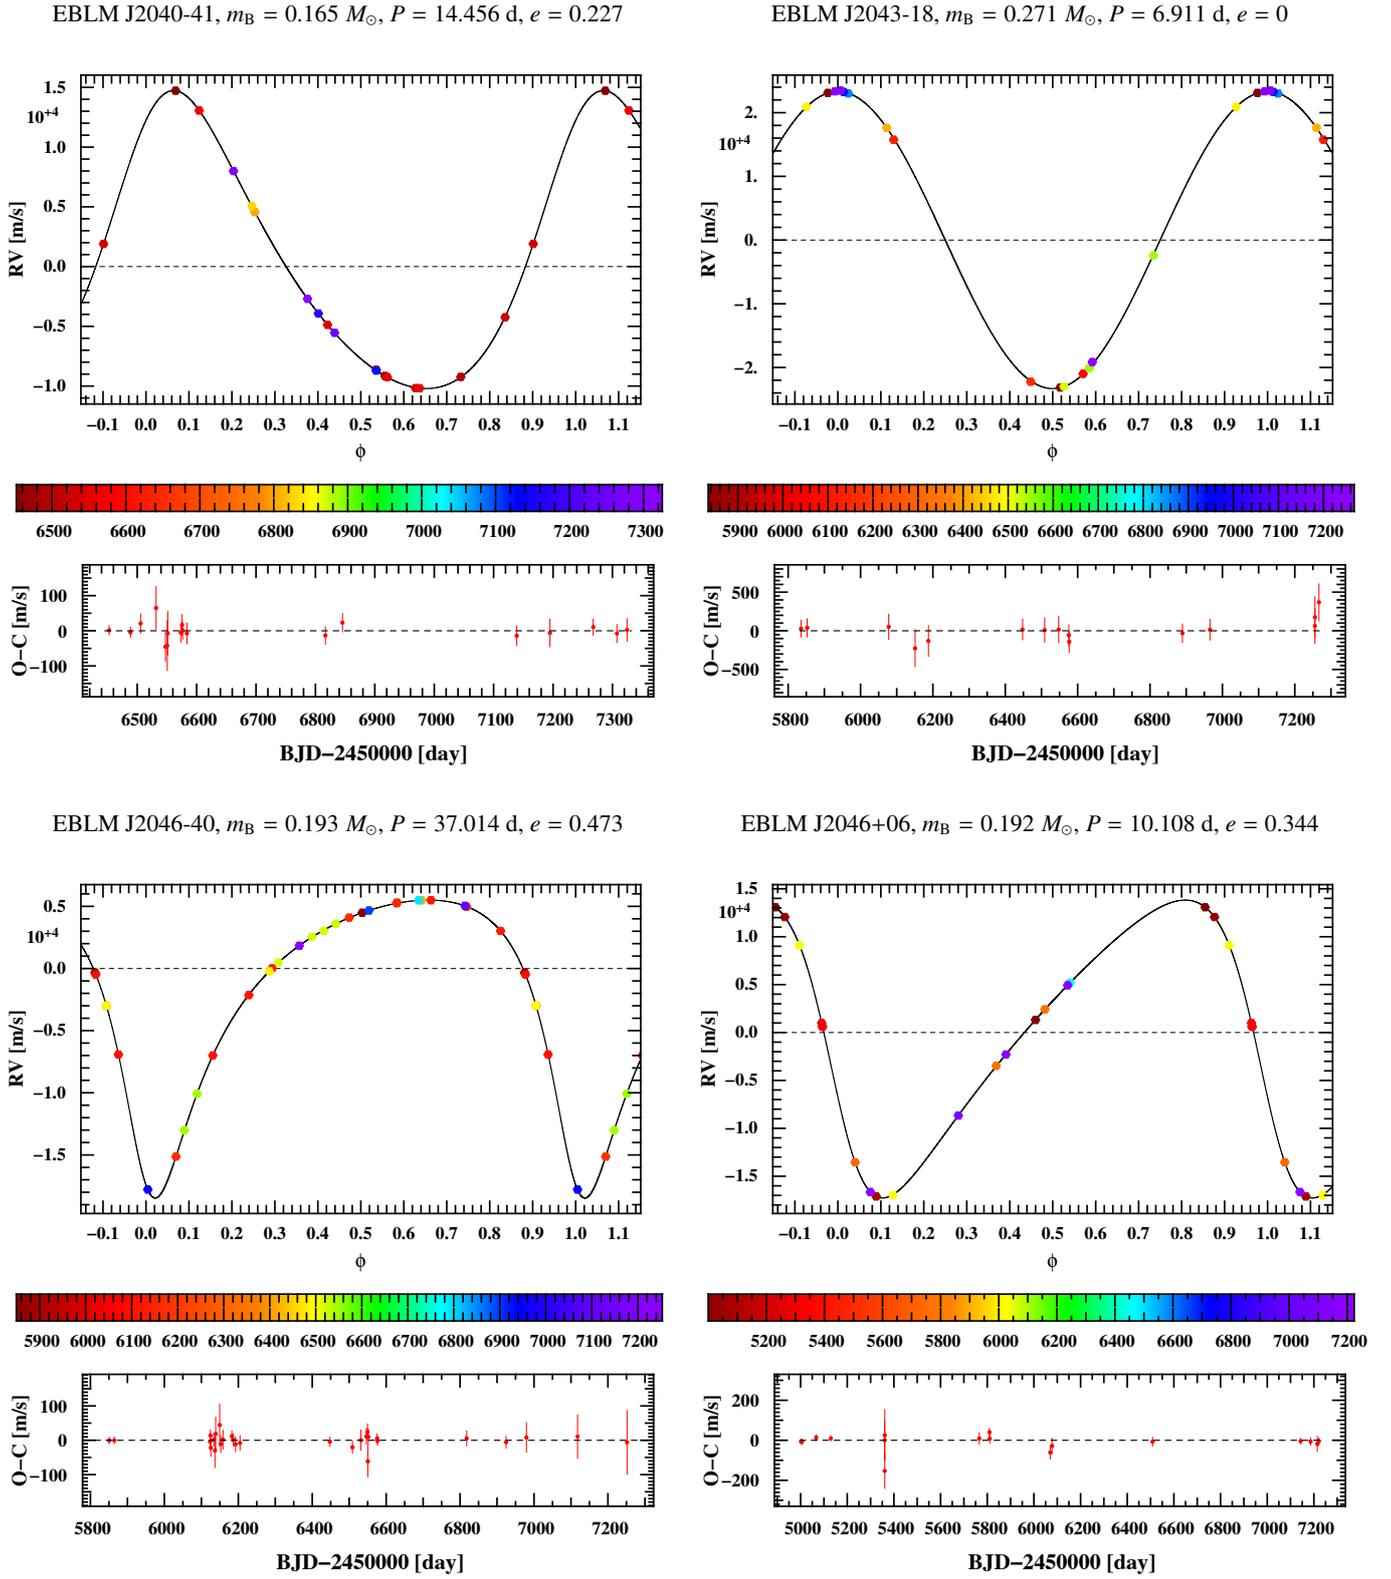 EBLM J2040-41, m_B = 0.165 M_⊙, P = 14.456 d, e = 0.227
1.5
10+4
1.0
0.5
0.0
−0.5
−1.0
RV [m/s]
−0.1 0.0 0.1 0.2 0.3 0.4 0.5 0.6 0.7 0.8 0.9 1.0 1.1
ϕ
6500 6600 6700 6800 6900 7000 7100 7200 7300
100
0
−100
O−C [m/s]
6500 6600 6700 6800 6900 7000 7100 7200 7300
BJD−2450000 [day]
EBLM J2043-18, m_B = 0.271 M_⊙, P = 6.911 d, e = 0
2.
10+4
1.
0.
−1.
−2.
RV [m/s]
−0.1 0.0 0.1 0.2 0.3 0.4 0.5 0.6 0.7 0.8 0.9 1.0 1.1
ϕ
5900 6000 6100 6200 6300 6400 6500 6600 6700 6800 6900 7000 7100 7200
500
0
−500
O−C [m/s]
5800 6000 6200 6400 6600 6800 7000 7200
BJD−2450000 [day]
EBLM J2046-40, m_B = 0.193 M_⊙, P = 37.014 d, e = 0.473
0.5
10+4
0.0
−0.5
−1.0
−1.5
RV [m/s]
−0.1 0.0 0.1 0.2 0.3 0.4 0.5 0.6 0.7 0.8 0.9 1.0 1.1
ϕ
5900 6000 6100 6200 6300 6400 6500 6600 6700 6800 6900 7000 7100 7200
100
0
−100
O−C [m/s]
5800 6000 6200 6400 6600 6800 7000 7200
BJD−2450000 [day]
EBLM J2046+06, m_B = 0.192 M_⊙, P = 10.108 d, e = 0.344
1.5
10+4
1.0
0.5
0.0
−0.5
−1.0
−1.5
RV [m/s]
−0.1 0.0 0.1 0.2 0.3 0.4 0.5 0.6 0.7 0.8 0.9 1.0 1.1
ϕ
5200 5400 5600 5800 6000 6200 6400 6600 6800 7000 7200
200
0
−200
O−C [m/s]
5000 5200 5400 5600 5800 6000 6200 6400 6600 6800 7000 7200
BJD−2450000 [day]